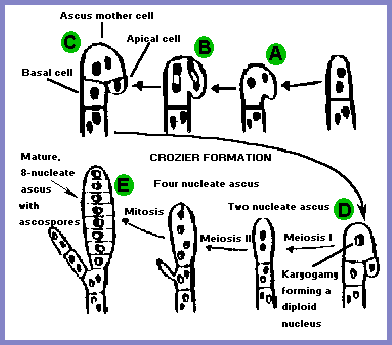 Ascus mother cell
Apical cell
C
B
A
Basal cell
CROZIER FORMATION
Mature,
8-nucleate
ascus
with
ascospores
E
Four nucleate ascus
Mitosis
Two nucleate ascus
D
Meiosis II
Meiosis I
Karyogamy
forming a
diploid
nucleus